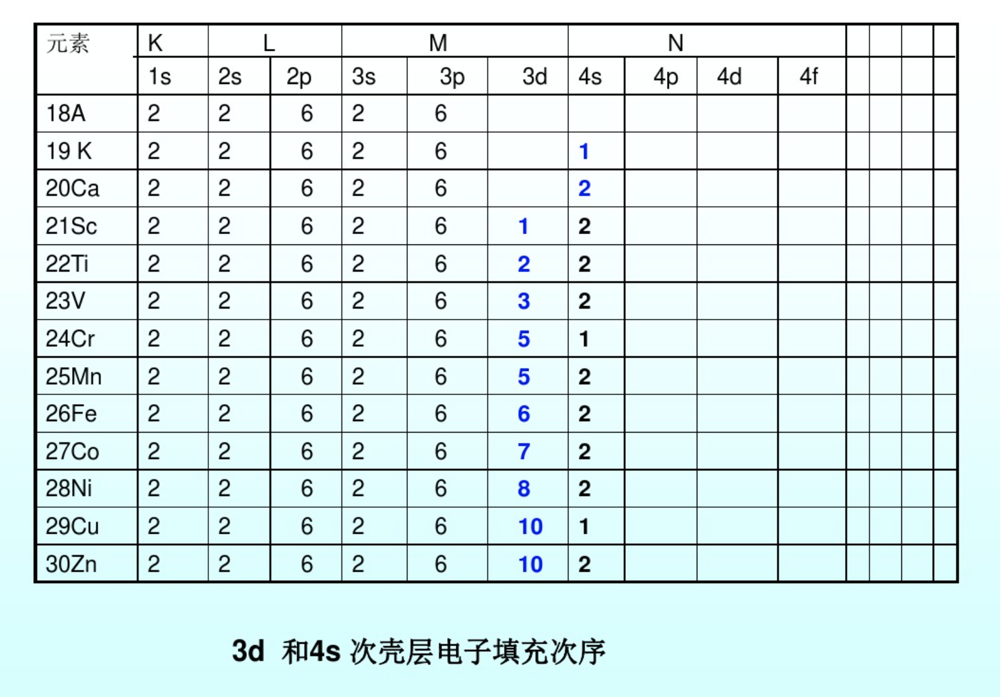 元素 K L M N
1s 2s 2p 3s 3p 3d 4s 4p 4d 4f
18A 2 2 6 2 6
19 K 2 2 6 2 6 1
20Ca 2 2 6 2 6 2
21Sc 2 2 6 2 6 1 2
22Ti 2 2 6 2 6 2 2
23V 2 2 6 2 6 3 2
24Cr 2 2 6 2 6 5 1
25Mn 2 2 6 2 6 5 2
26Fe 2 2 6 2 6 6 2
27Co 2 2 6 2 6 7 2
28Ni 2 2 6 2 6 8 2
29Cu 2 2 6 2 6 10 1
30Zn 2 2 6 2 6 10 2
3d 和4s 次壳层电子填充次序